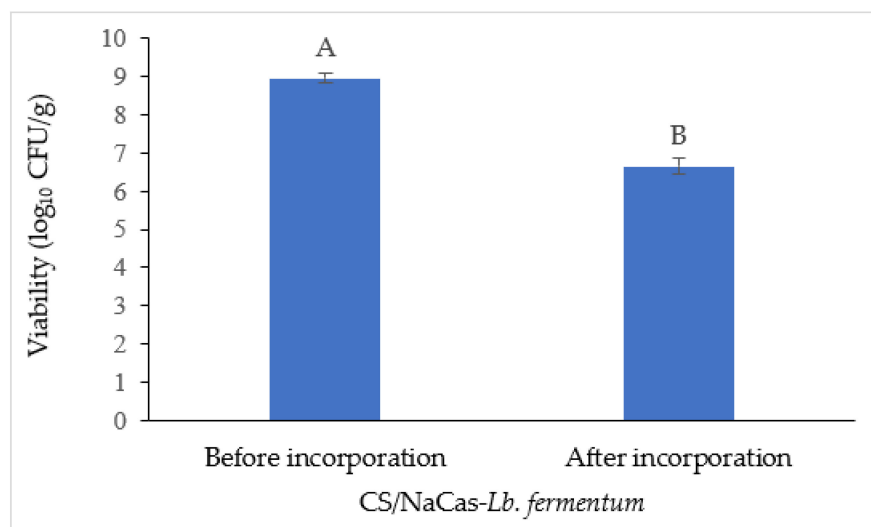 10
9
8
7
6
5
4
3
2
1
0
Viability (log₁₀ CFU/g)
A
B
Before incorporation
After incorporation
CS/NaCas-Lb. fermentum